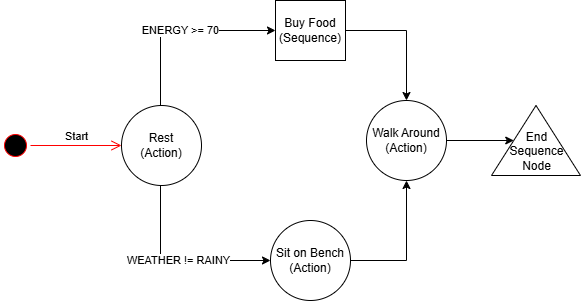 ENERGY >= 70
Buy Food
(Sequence)
Start
Rest
(Action)
Walk Around
(Action)
End
Sequence
Node
WEATHER != RAINY
Sit on Bench
(Action)